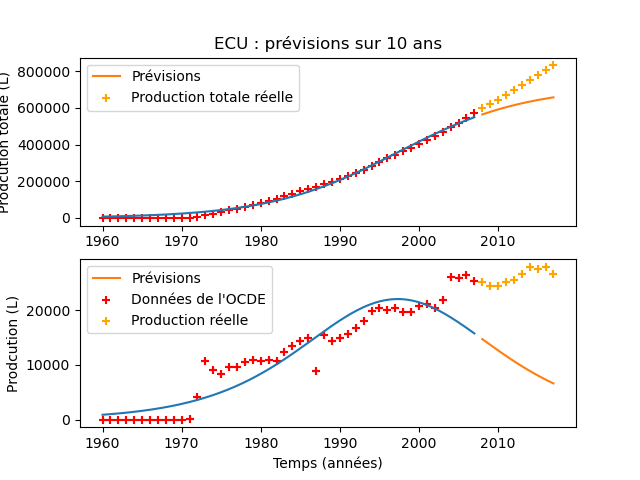 ECU : prévisions sur 10 ans
Prodcution totale (L)
800000
600000
400000
200000
0
Prévisions
Production totale réelle
1960 1970 1980 1990 2000 2010
Prodcution (L)
20000
10000
0
Prévisions
Données de l'OCDE
Production réelle
1960 1970 1980 1990 2000 2010
Temps (années)